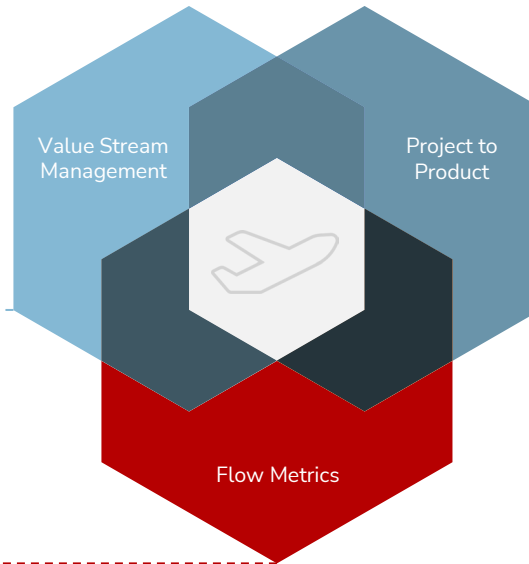 Value Stream
Management
Project to
Product
Flow Metrics